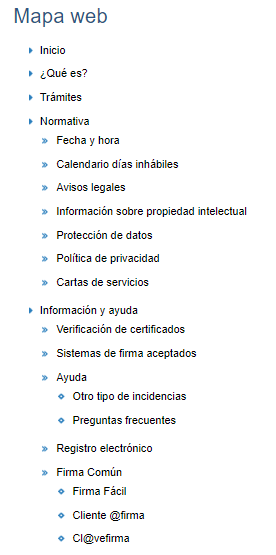 Mapa web
Inicio
¿Qué es?
Trámites
Normativa
Fecha y hora
Calendario días inhábiles
Avisos legales
Información sobre propiedad intelectual
Protección de datos
Política de privacidad
Cartas de servicios
Información y ayuda
Verificación de certificados
Sistemas de firma aceptados
Ayuda
Otro tipo de incidencias
Preguntas frecuentes
Registro electrónico
Firma Común
Firma Fácil
Cliente @firma
Cl@vefirma